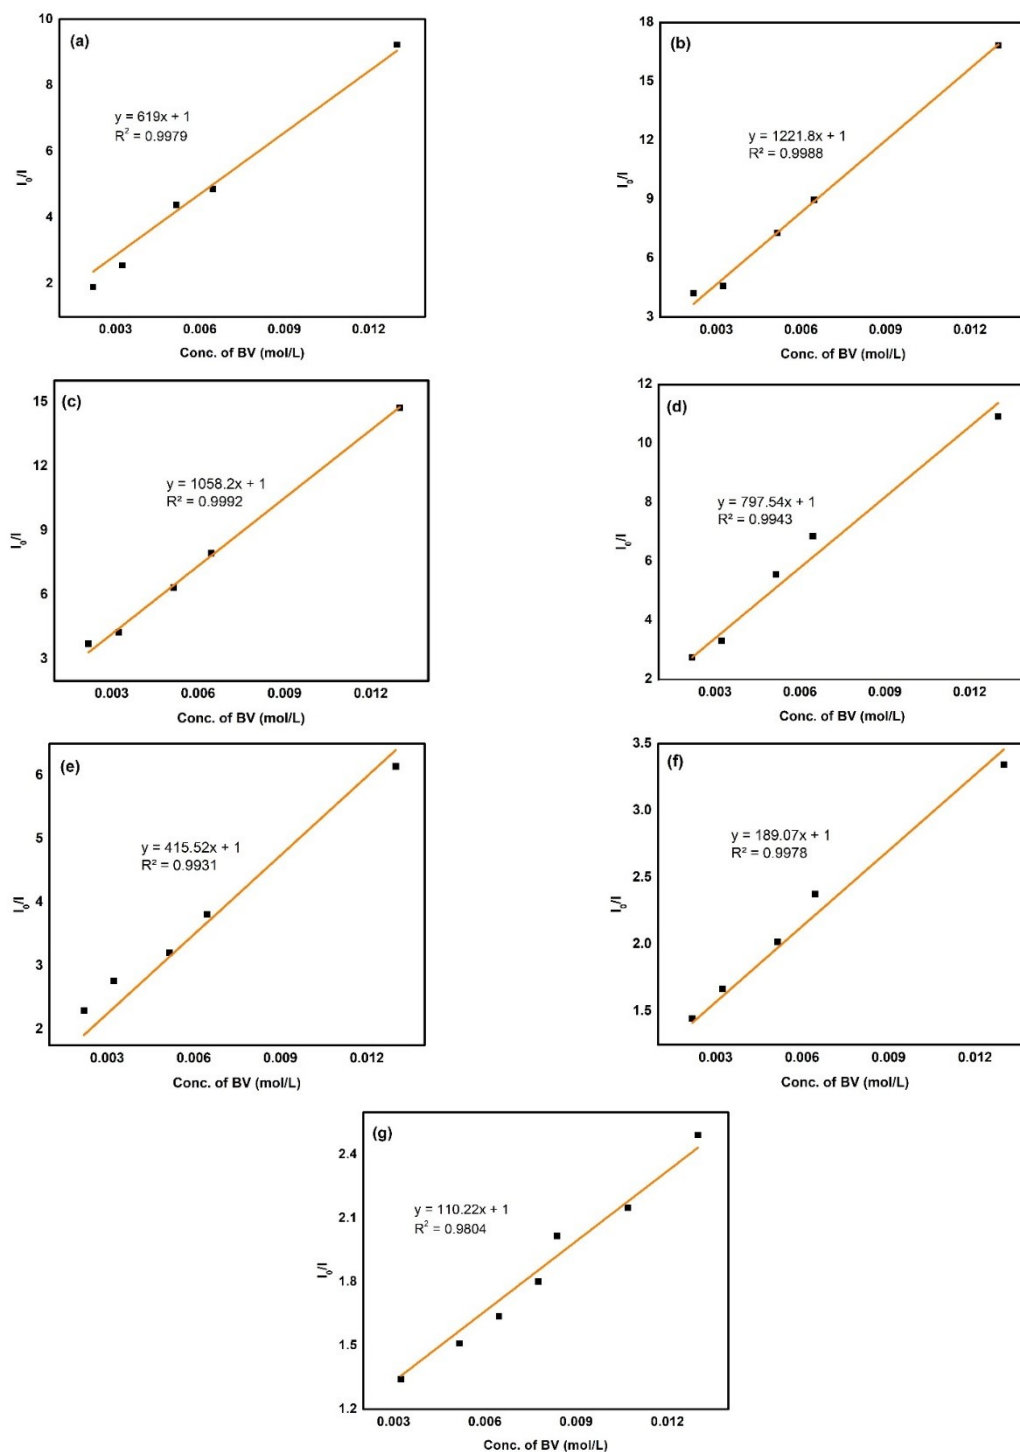 (a)
y = 619x + 1
R² = 0.9979
I₀/I
10
8
6
4
2
0.003 0.006 0.009 0.012
Conc. of BV (mol/L)
(b)
y = 1221.8x + 1
R² = 0.9988
I₀/I
18
15
12
9
6
3
0.003 0.006 0.009 0.012
Conc. of BV (mol/L)
(c)
y = 1058.2x + 1
R² = 0.9992
I₀/I
15
12
9
6
3
0.003 0.006 0.009 0.012
Conc. of BV (mol/L)
(d)
y = 797.54x + 1
R² = 0.9943
I₀/I
12
10
8
6
4
2
0.003 0.006 0.009 0.012
Conc. of BV (mol/L)
(e)
y = 415.52x + 1
R² = 0.9931
I₀/I
6
5
4
3
2
0.003 0.006 0.009 0.012
Conc. of BV (mol/L)
(f)
y = 189.07x + 1
R² = 0.9978
I₀/I
3.5
3.0
2.5
2.0
1.5
0.003 0.006 0.009 0.012
Conc. of BV (mol/L)
(g)
y = 110.22x + 1
R² = 0.9804
I₀/I
2.4
2.1
1.8
1.5
1.2
0.003 0.006 0.009 0.012
Conc. of BV (mol/L)